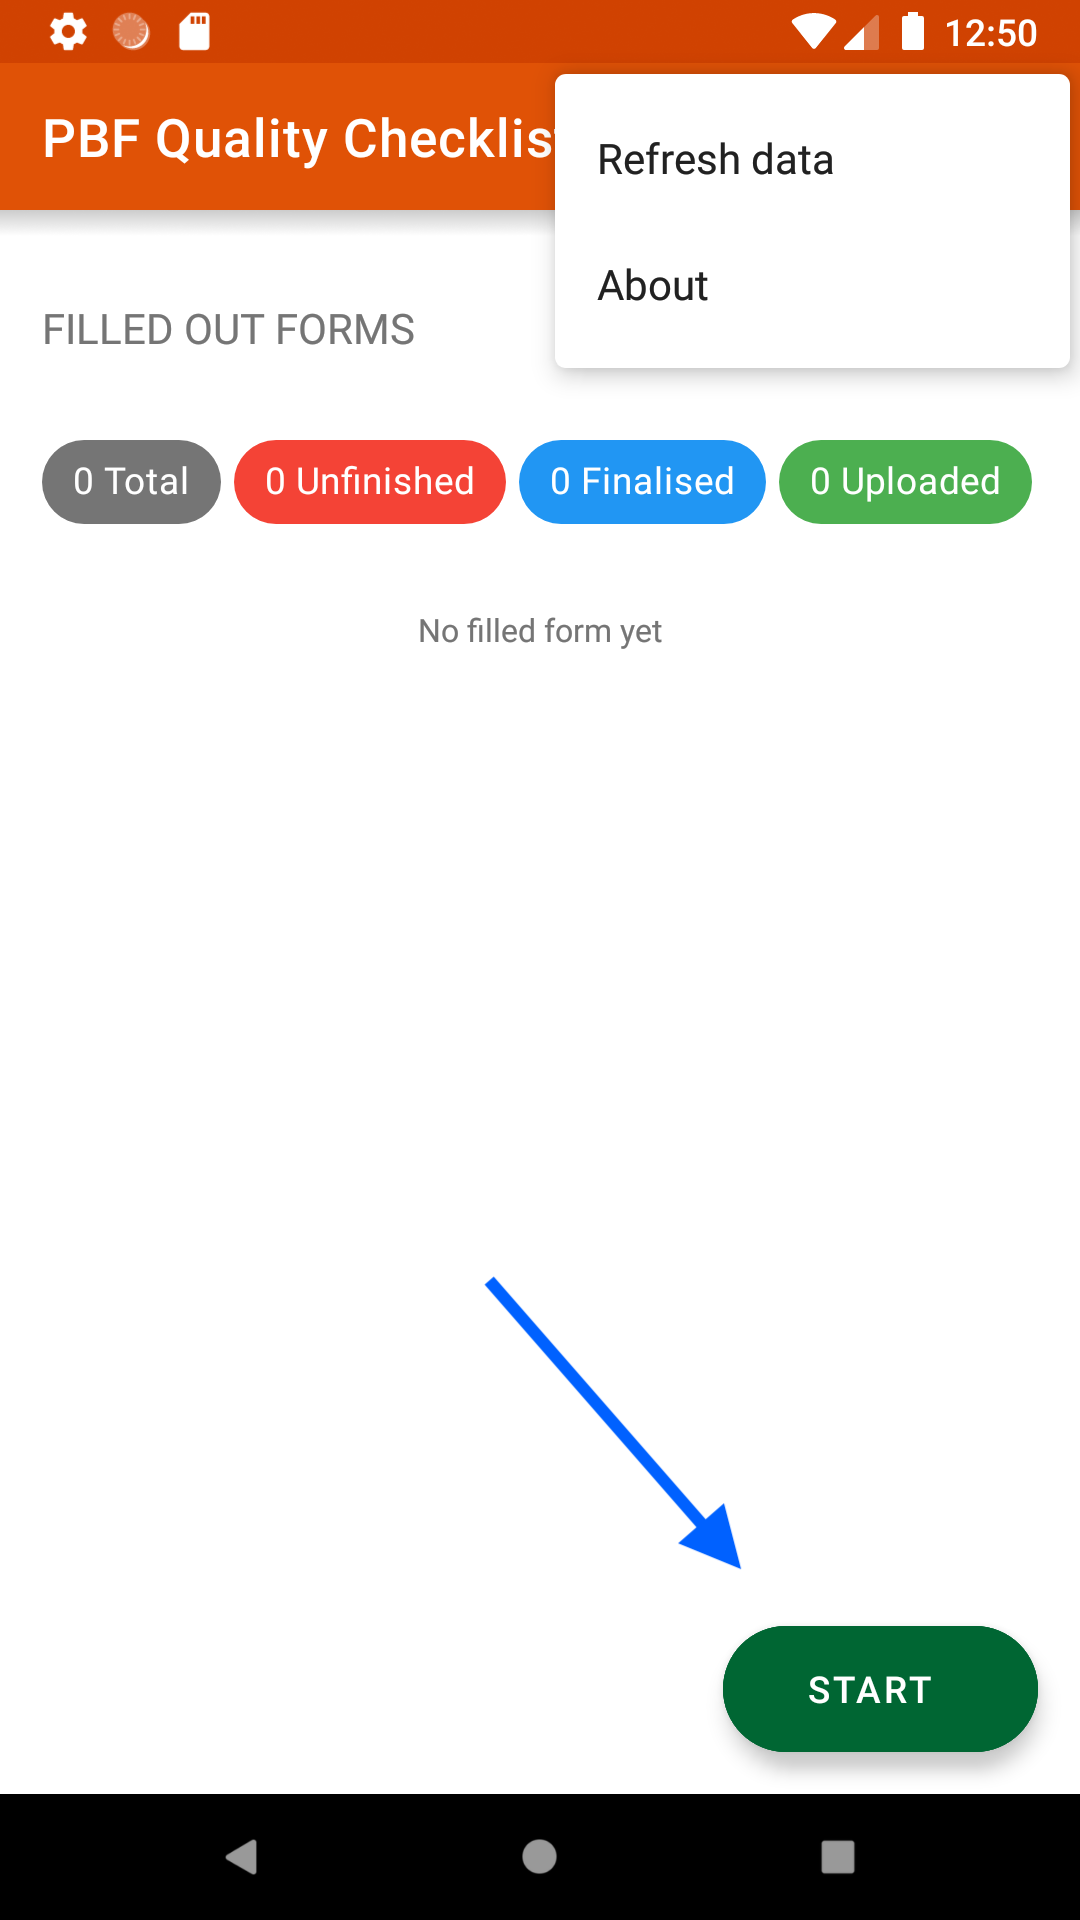 12:50
PBF Quality Checklis
Refresh data
About
FILLED OUT FORMS
0 Total
0 Unfinished
0 Finalised
0 Uploaded
No filled form yet
START